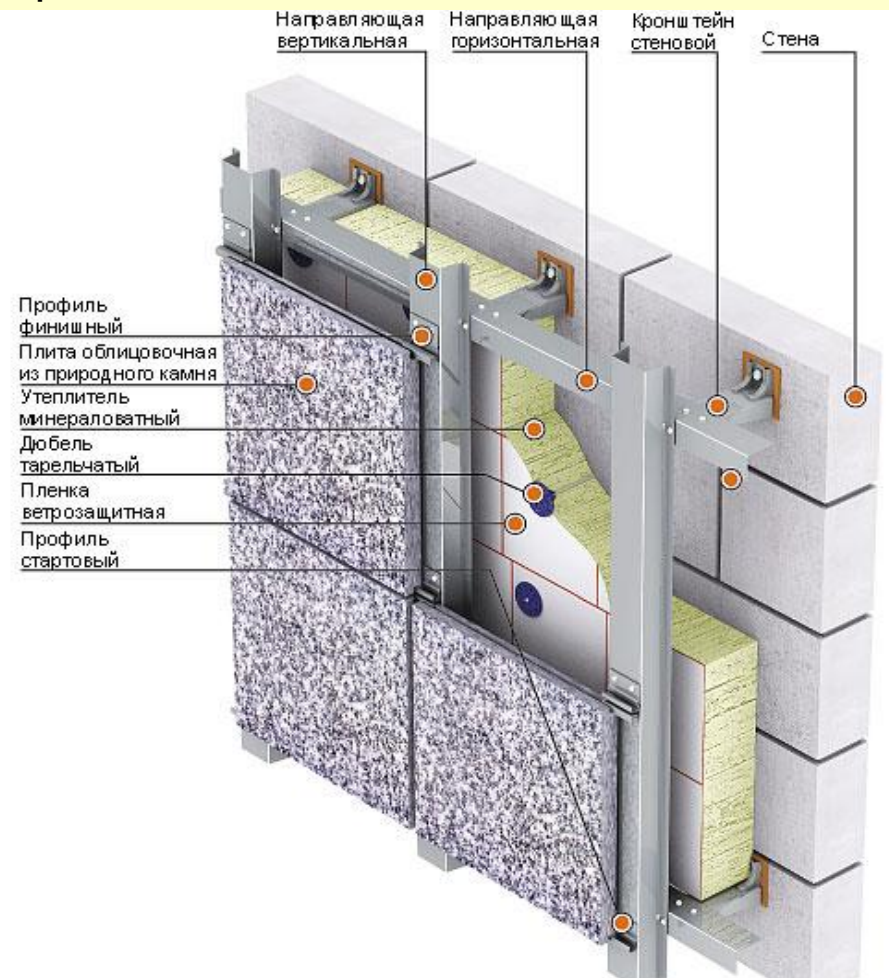 Направляющая
вертикальная
Направляющая
горизонтальная
Кронштейн
стеновой
Стена
Профиль
финишный
Плита облицовочная
из природного камня
Утеплитель
минераловатный
Дюбель
тарельчатый
Пленка
ветрозащитная
Профиль
стартовый